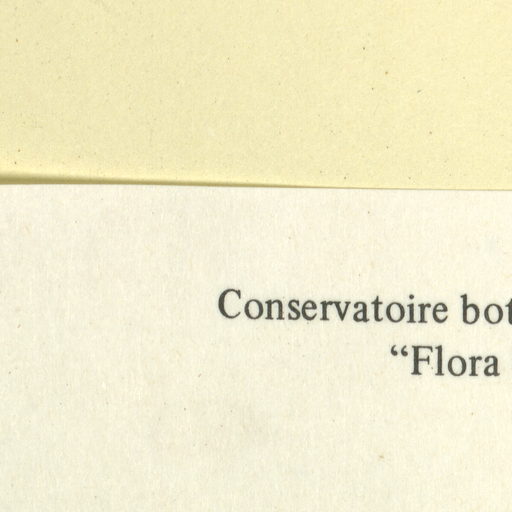 Conservatoire bot
“Flora